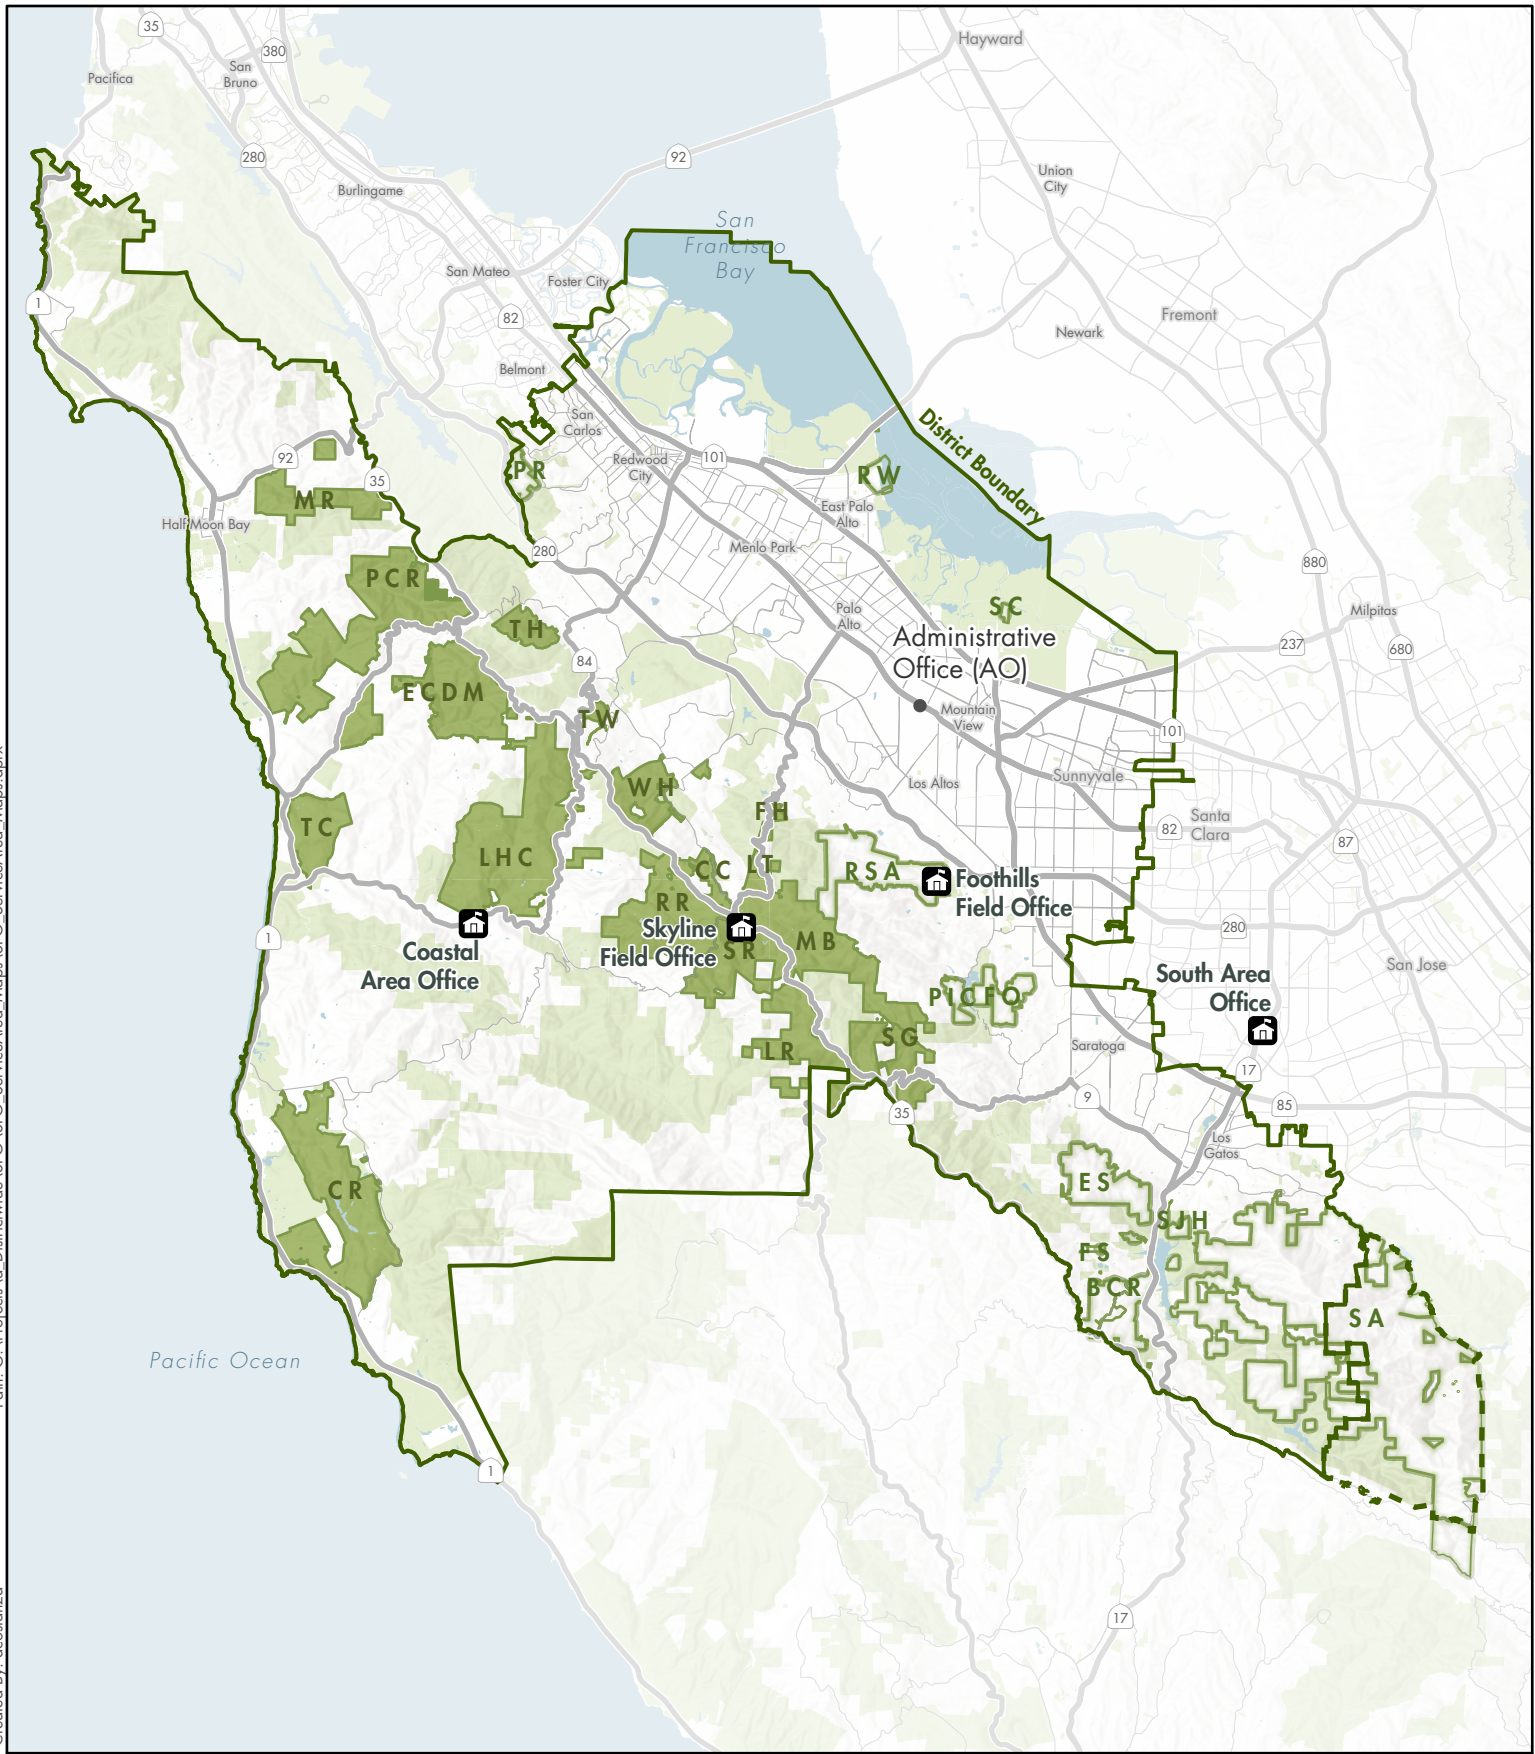 35
380
Hayward
San
Bruno
Pacifica
280
92
Burlingame
Union
City
San
Francisco
Bay
San Mateo
Foster City
1
82
Fremont
Newark
Belmont
San
Carlos
District Boundary
92
35
Redwood
City
101
PR
RW
MR
Half Moon Bay
East Palo
Alto
Menlo Park
280
880
PCR
TH
Palo
Alto
SC
Milpitas
Administrative
Office (AO)
237
680
84
ECDM
TW
Mountain
View
101
Sunnyvale
Los Altos
WH
FH
Santa
Clara
82
87
TC
LHC
CC
LT
RSA
Foothills
Field Office
RR
Skyline
Field Office
SR
MB
280
1
Coastal
Area Office
San Jose
South Area
Office
PICFO
SG
LR
Saratoga
17
9
85
35
Los
Gatos
ES
CR
SJH
FS
BCR
SA
Pacific Ocean
1
17